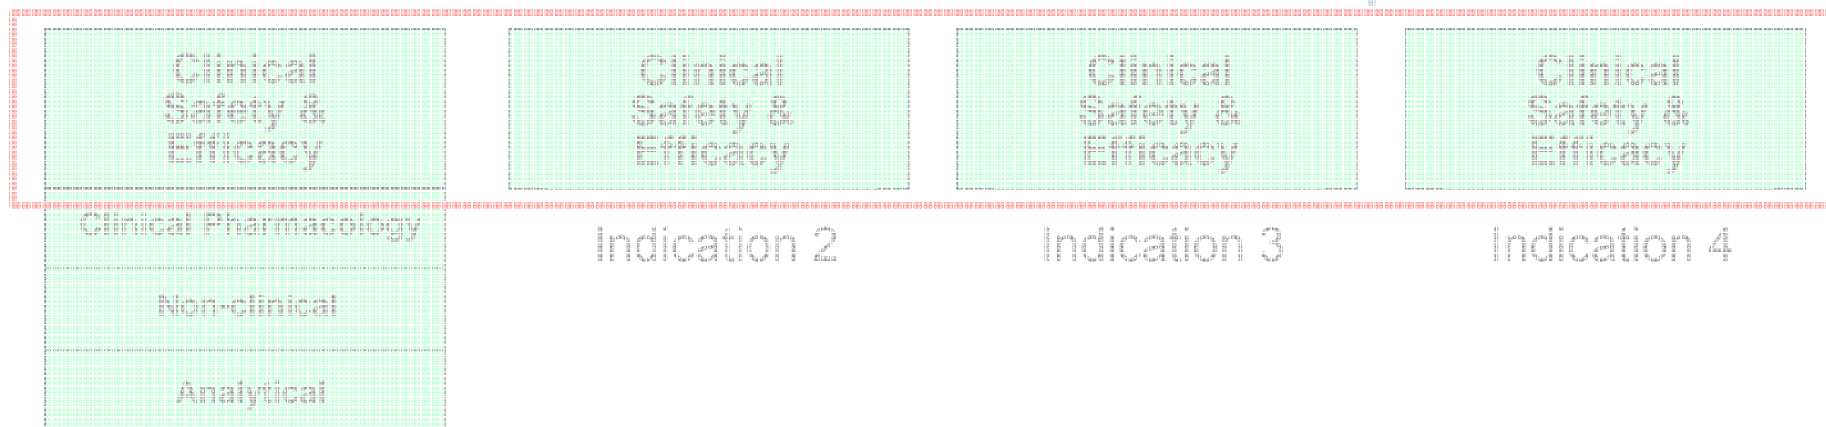 Clinical
Safety &
Efficacy
Clinical
Safety &
Efficacy
Clinical
Safety &
Efficacy
Clinical
Safety &
Efficacy
Clinical Pharmacology
Indication 2
Indication 3
Indication 4
Non-clinical
Analytical